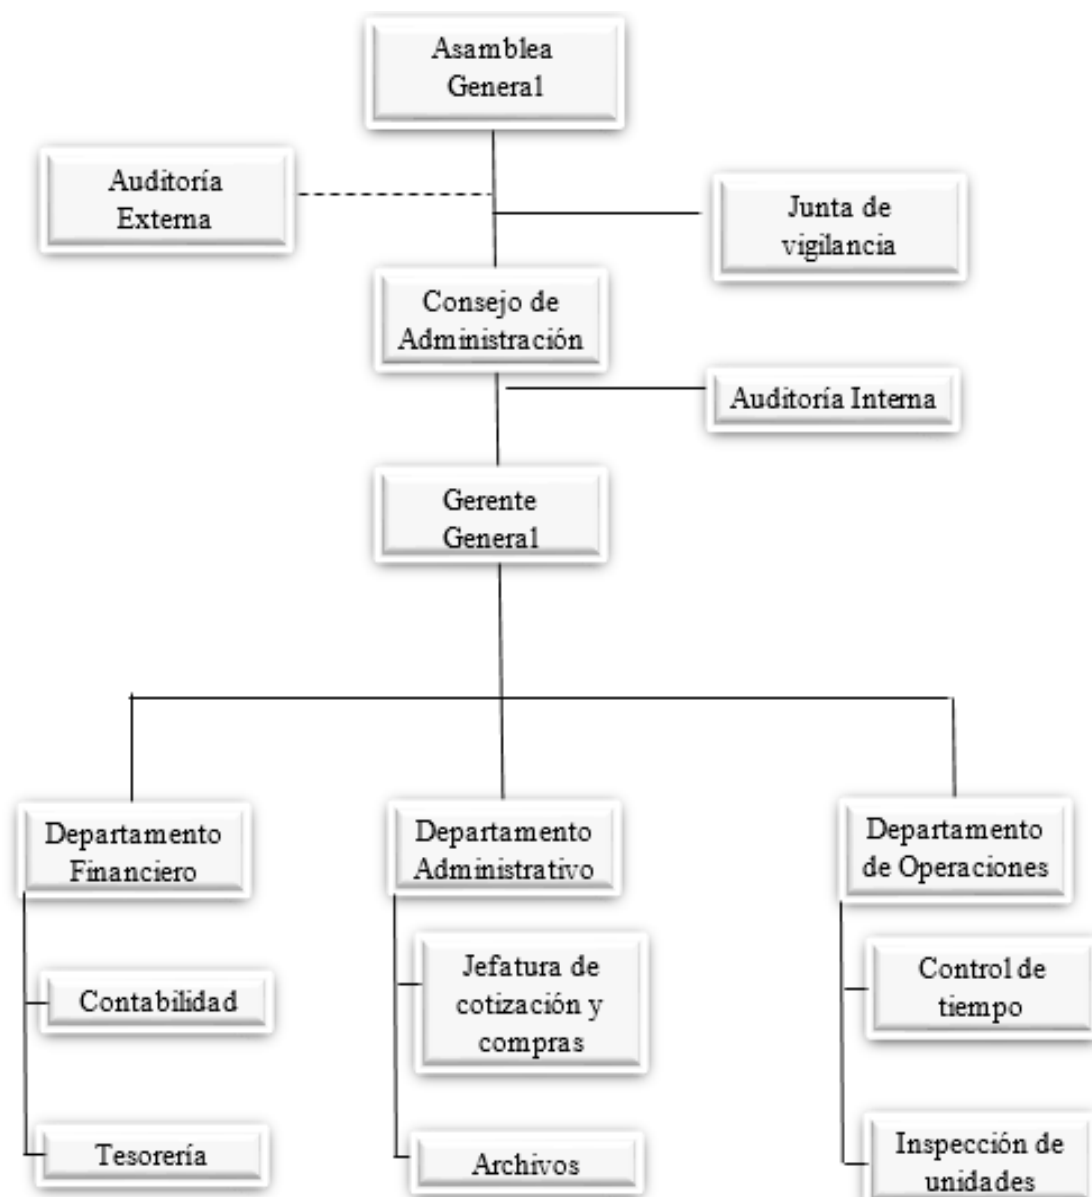 Asamblea
General
Auditoría
Externa
Junta de
vigilancia
Consejo de
Administración
Auditoría Interna
Gerente
General
Departamento
Financiero
Departamento
Administrativo
Departamento
de Operaciones
Contabilidad
Tesorería
Jefatura de
cotización y
compras
Archivos
Control de
tiempo
Inspección de
unidades